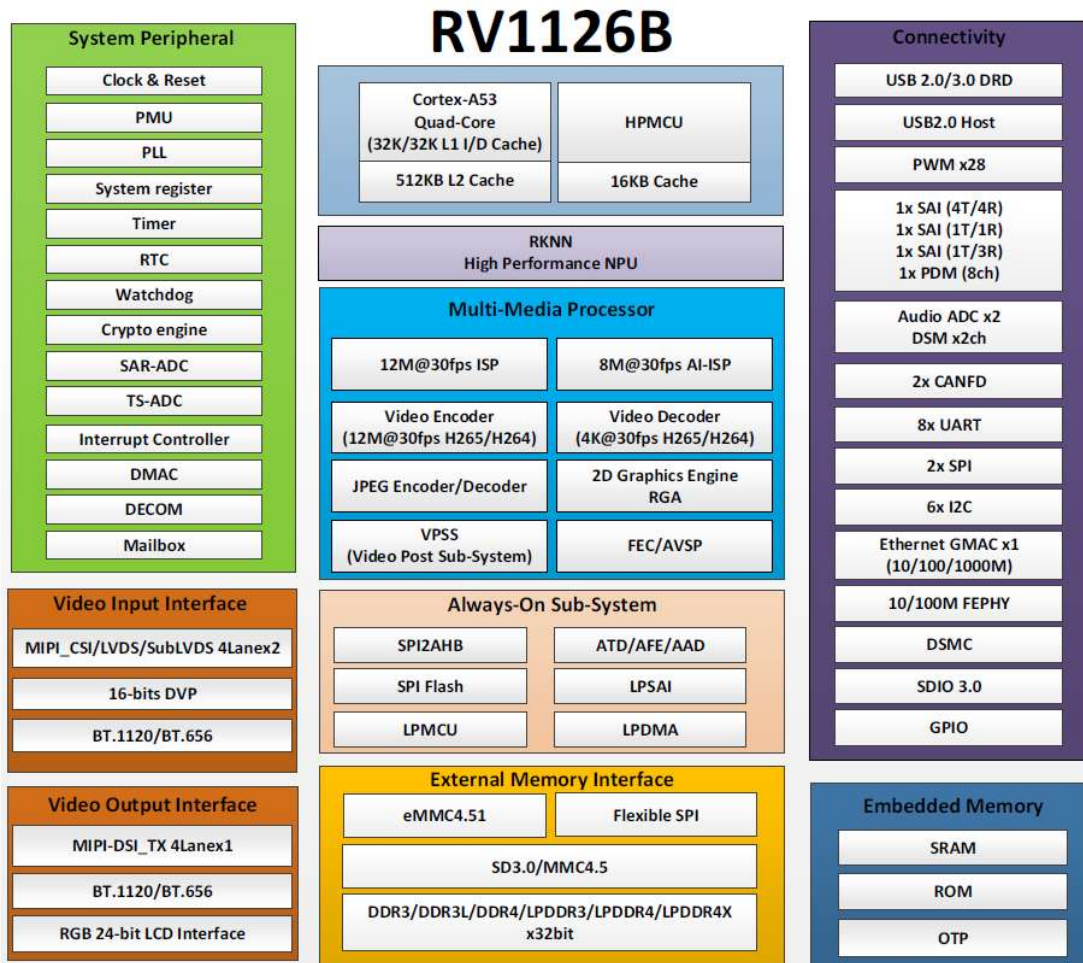 RV1126B
System Peripheral
Clock & Reset
PMU
PLL
System register
Timer
RTC
Watchdog
Crypto engine
SAR-ADC
TS-ADC
Interrupt Controller
DMAC
DECOM
Mailbox
Video Input Interface
MIPI_CSI/LVDS/SubLVDS 4Lanex2
16-bits DVP
BT.1120/BT.656
Video Output Interface
MIPI-DSI_TX 4Lanex1
BT.1120/BT.656
RGB 24-bit LCD Interface
Cortex-A53
Quad-Core
(32K/32K L1 I/D Cache)
512KB L2 Cache
HPMCU
16KB Cache
RKNN
High Performance NPU
Multi-Media Processor
12M@30fps ISP
8M@30fps AI-ISP
Video Encoder
(12M@30fps H265/H264)
Video Decoder
(4K@30fps H265/H264)
JPEG Encoder/Decoder
2D Graphics Engine
RGA
VPSS
(Video Post Sub-System)
FEC/AVSP
Always-On Sub-System
SPI2AHB
ATD/AFE/AAD
SPI Flash
LPSAI
LPMCU
LPDMA
External Memory Interface
eMMC4.51
Flexible SPI
SD3.0/MMC4.5
DDR3/DDR3L/DDR4/LPDDR3/LPDDR4/LPDDR4X
x32bit
Connectivity
USB 2.0/3.0 DRD
USB2.0 Host
PWM x28
1x SAI (4T/4R)
1x SAI (1T/1R)
1x SAI (1T/3R)
1x PDM (8ch)
Audio ADC x2
DSM x2ch
2x CANFD
8x UART
2x SPI
6x I2C
Ethernet GMAC x1
(10/100/1000M)
10/100M FEPHY
DSMC
SDIO 3.0
GPIO
Embedded Memory
SRAM
ROM
OTP